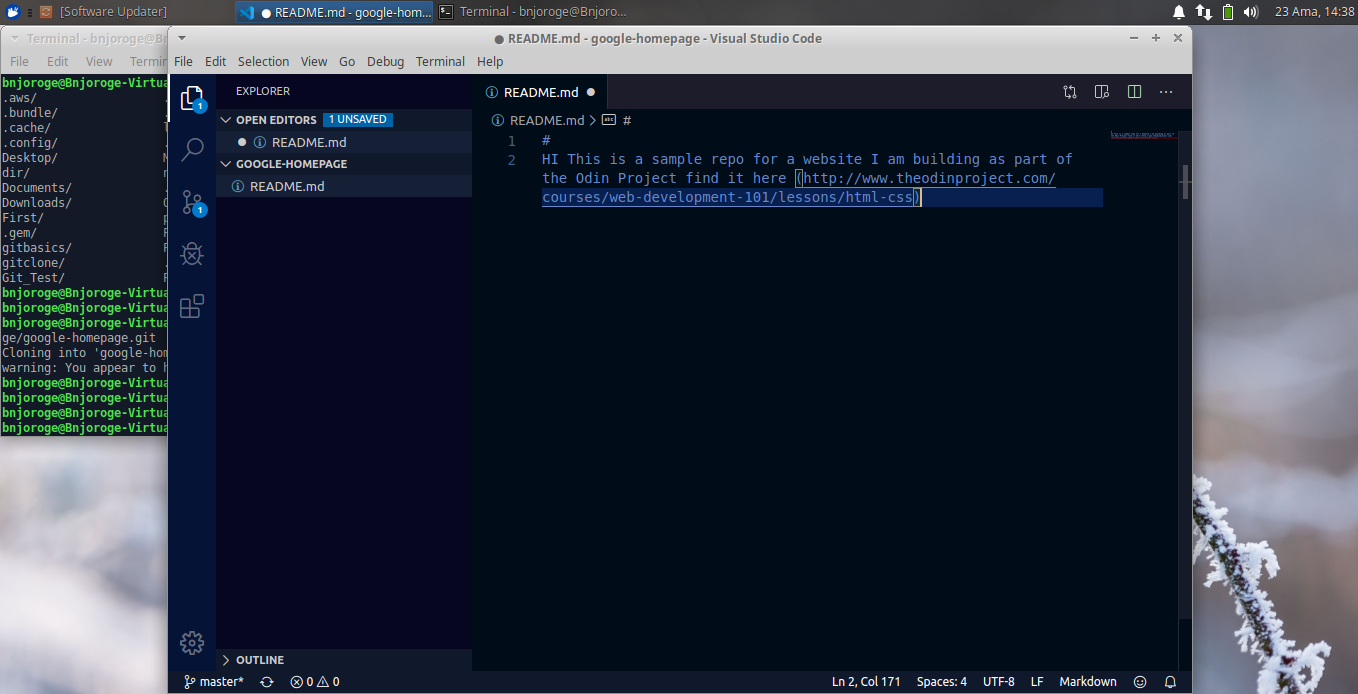 [Software Updater]
● README.md - google-hom...
Terminal - bnjoroge@Bnjoro...
23 Ama, 14:38
Terminal - bnjoroge@Bn
File Edit View Termin
bnjoroge@Bnjoroge-Virtua
.aws/
.bundle/
.cache/
.config/
Desktop/
dir/
Documents/
Downloads/
First/
.gem/
gitbasics/
gitclone/
Git_Test/
bnjoroge@Bnjoroge-Virtua
bnjoroge@Bnjoroge-Virtua
bnjoroge@Bnjoroge-Virtua
ge/google-homepage.git
Cloning into 'google-hom
warning: You appear to h
bnjoroge@Bnjoroge-Virtua
bnjoroge@Bnjoroge-Virtua
bnjoroge@Bnjoroge-Virtua
bnjoroge@Bnjoroge-Virtua
● README.md - google-homepage - Visual Studio Code
File Edit Selection View Go Debug Terminal Help
1
1
EXPLORER
OPEN EDITORS 1 UNSAVED
● README.md
GOOGLE-HOMEPAGE
README.md
OUTLINE
README.md ●
README.md > #
1 #
2 HI This is a sample repo for a website I am building as part of
the Odin Project find it here (http://www.theodinproject.com/
courses/web-development-101/lessons/html-css)
master* 0 0 Ln 2, Col 171 Spaces: 4 UTF-8 LF Markdown